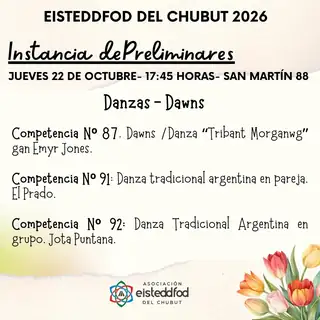 EISTEDDFOD DEL CHUBUT 2026
Instancia de Preliminares
JUEVES 22 DE OCTUBRE- 17:45 HORAS- SAN MARTÍN 88
Danzas - Dawns
Competencia Nº 87. Dawns /Danza “Tribant Morganwg”
gan Emyr Jones.
Competencia Nº 91: Danza tradicional argentina en pareja.
El Prado.
Competencia Nº 92: Danza Tradicional Argentina en
grupo. Jota Puntana.
ASOCIACIÓN
eisteddfod
DEL CHUBUT